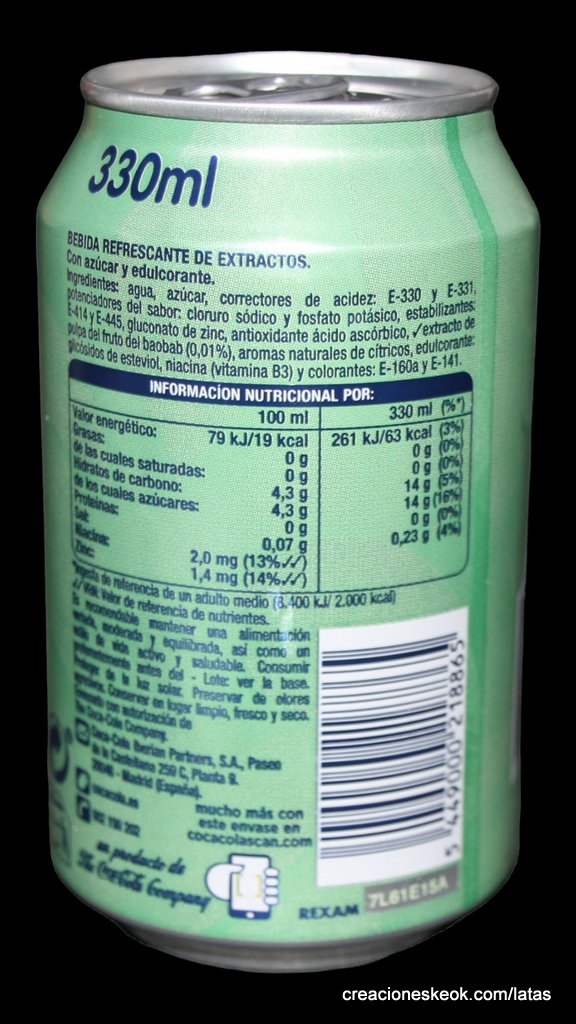 330ml
BEBIDA REFRESCANTE DE EXTRACTOS.
Con azúcar y edulcorante.
Ingredientes: agua, azúcar, correctores de acidez: E-330 y E-331,
potenciadores del sabor: cloruro sódico y fosfato potásico, estabilizantes:
E-414 y E-445, gluconato de zinc, antioxidante ácido ascórbico, ✓extracto de
pulpa del fruto del baobab (0,01%), aromas naturales de cítricos, edulcorante:
glicósidos de esteviol, niacina (vitamina B3) y colorantes: E-160a y E-141.
INFORMACÍON NUTRICIONAL POR:
100 ml 330 ml (%*)
Valor energético: 79 kJ/19 kcal 261 kJ/63 kcal (3%)
Grasas: 0 g 0 g (0%)
de las cuales saturadas: 0 g 0 g (0%)
Hidratos de carbono: 4,3 g 14 g (5%)
de los cuales azúcares: 4,3 g 14 g (16%)
Proteínas: 0 g 0 g (0%)
Sal: 0,07 g 0,23 g (4%)
Niacina: 2,0 mg (13%✓✓)
Zinc: 1,4 mg (14%✓✓)
*Ingesta de referencia de un adulto medio (8.400 kJ/ 2.000 kcal)
✓✓ Valor de referencia de nutrientes.
Es recomendable mantener una alimentación
variada, moderada y equilibrada, así como un
estilo de vida activo y saludable. Consumir
preferentemente antes del - Lote: ver la base.
Proteger de la luz solar. Preservar de olores
agresivos. Conservar en lugar limpio, fresco y seco.
autorización de
The Coca-Cola Company.
Coca-Cola Iberian Partners, S.A., Paseo
de la Castellana 259 C, Planta 9.
28046 - Madrid (España).
cocacola.es
902 196 202
mucho más con
este envase en
cocacolascan.com
un producto de
The Coca-Cola Company
REXAM
7L61E15A
5 449000 218865
creacioneskeok.com/latas